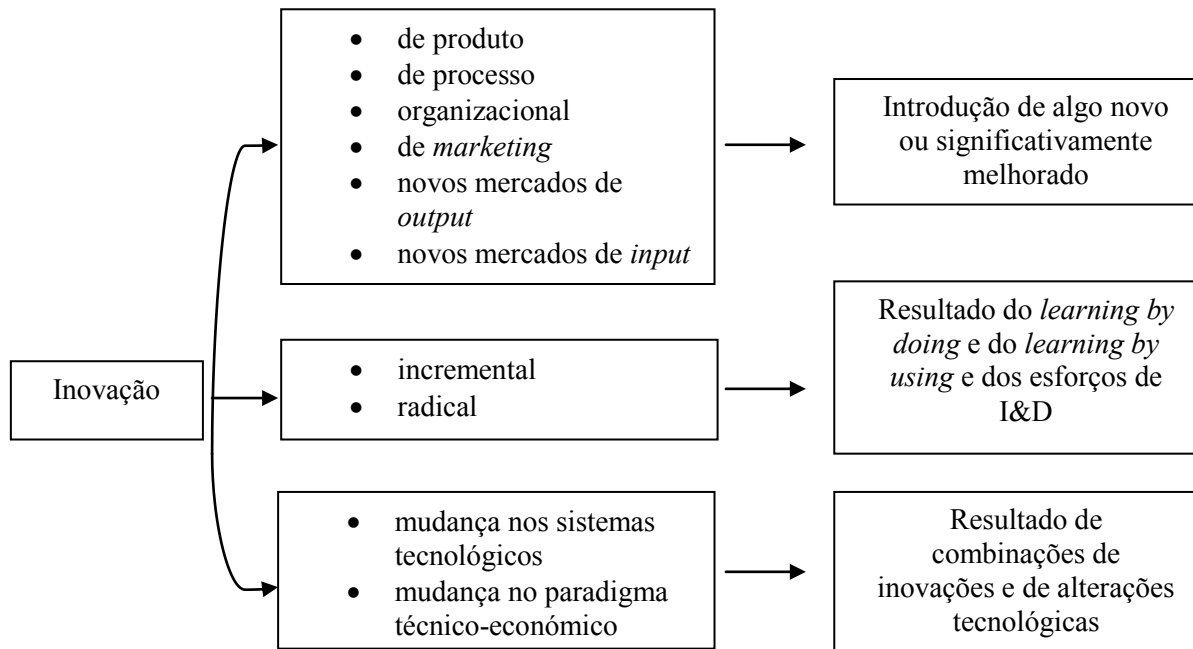 Inovação
• de produto
• de processo
• organizacional
• de marketing
• novos mercados de
output
• novos mercados de input
Introdução de algo novo
ou significativamente
melhorado
• incremental
• radical
Resultado do learning by
doing e do learning by
using e dos esforços de
I&D
• mudança nos sistemas
tecnológicos
• mudança no paradigma
técnico-económico
Resultado de
combinações de
inovações e de alterações
tecnológicas